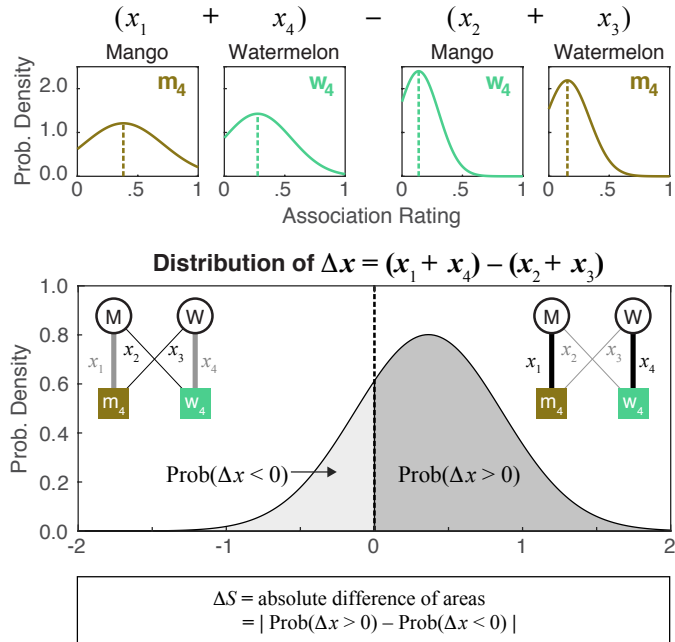 (x₁ + x₄) − (x₂ + x₃)
Mango Watermelon Mango Watermelon
m₄ w₄ w₄ m₄
Prob. Density
2.0
1.0
0.0
0 .5 1 0 .5 1 0 .5 1 0 .5 1
Association Rating
Distribution of Δx = (x₁ + x₄) – (x₂ + x₃)
Prob. Density
1.0
0.8
0.6
0.4
0.2
0.0
M W
x₁ x₂ x₃ x₄
m₄ w₄
M W
x₁ x₂ x₃ x₄
m₄ w₄
Prob(Δx < 0)
Prob(Δx > 0)
-2 -1 0 1 2
ΔS = absolute difference of areas
= | Prob(Δx > 0) – Prob(Δx < 0) |